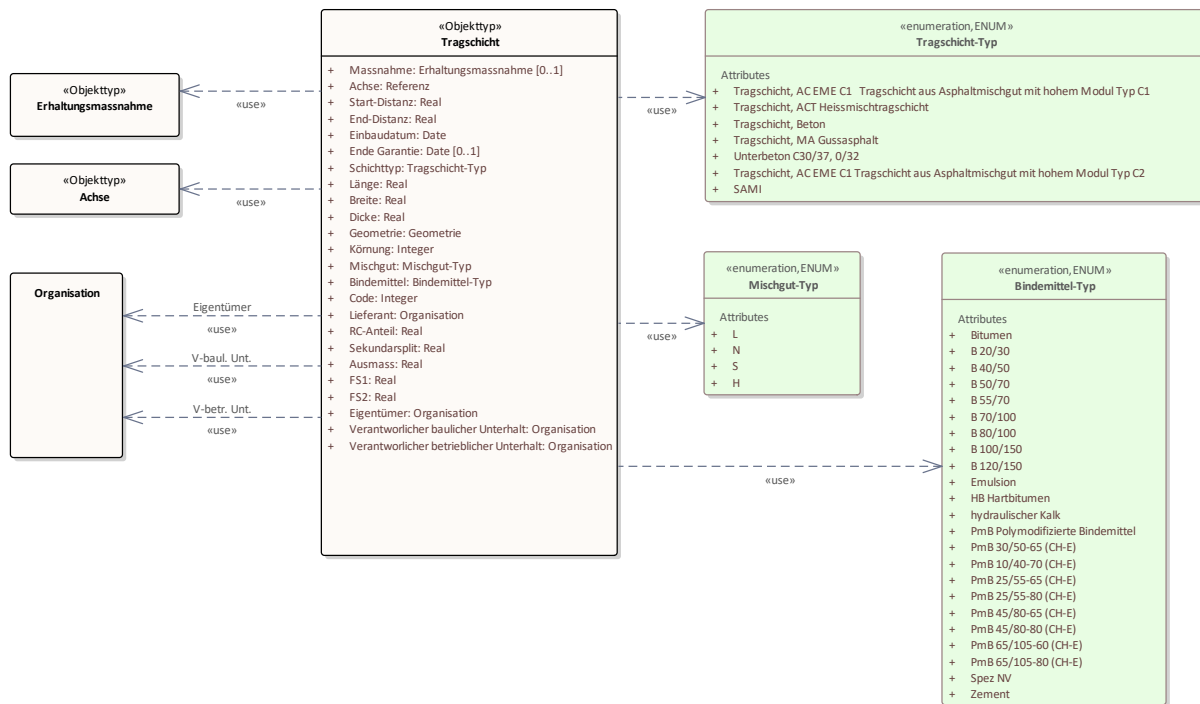 «Objekttyp»
Erhaltungsmassnahme
«use»
«Objekttyp»
Achse
«use»
Organisation
Eigentümer
«use»
V-baul. Unt.
«use»
V-betr. Unt.
«use»
«Objekttyp»
Tragschicht
+ Massnahme: Erhaltungsmassnahme [0..1]
+ Achse: Referenz
+ Start-Distanz: Real
+ End-Distanz: Real
+ Einbaudatum: Date
+ Ende Garantie: Date [0..1]
+ Schichttyp: Tragschicht-Typ
+ Länge: Real
+ Breite: Real
+ Dicke: Real
+ Geometrie: Geometrie
+ Körnung: Integer
+ Mischgut: Mischgut-Typ
+ Bindemittel: Bindemittel-Typ
+ Code: Integer
+ Lieferant: Organisation
+ RC-Anteil: Real
+ Sekundarsplit: Real
+ Ausmass: Real
+ FS1: Real
+ FS2: Real
+ Eigentümer: Organisation
+ Verantworlicher baulicher Unterhalt: Organisation
+ Verantworlicher betrieblicher Unterhalt: Organisation
«use»
«enumeration,ENUM»
Tragschicht-Typ
Attributes
+ Tragschicht, AC EME C1 Tragschicht aus Asphaltmischgut mit hohem Modul Typ C1
+ Tragschicht, ACT Heissmischtragschicht
+ Tragschicht, Beton
+ Tragschicht, MA Gussasphalt
+ Unterbeton C30/37, 0/32
+ Tragschicht, AC EME C1 Tragschicht aus Asphaltmischgut mit hohem Modul Typ C2
+ SAMI
«use»
«enumeration,ENUM»
Mischgut-Typ
Attributes
+ L
+ N
+ S
+ H
«use»
«enumeration,ENUM»
Bindemittel-Typ
Attributes
+ Bitumen
+ B 20/30
+ B 40/50
+ B 50/70
+ B 55/70
+ B 70/100
+ B 80/100
+ B 100/150
+ B 120/150
+ Emulsion
+ HB Hartbitumen
+ hydraulischer Kalk
+ PmB Polymodifizierte Bindemittel
+ PmB 30/50-65 (CH-E)
+ PmB 10/40-70 (CH-E)
+ PmB 25/55-65 (CH-E)
+ PmB 25/55-80 (CH-E)
+ PmB 45/80-65 (CH-E)
+ PmB 45/80-80 (CH-E)
+ PmB 65/105-60 (CH-E)
+ PmB 65/105-80 (CH-E)
+ Spez NV
+ Zement